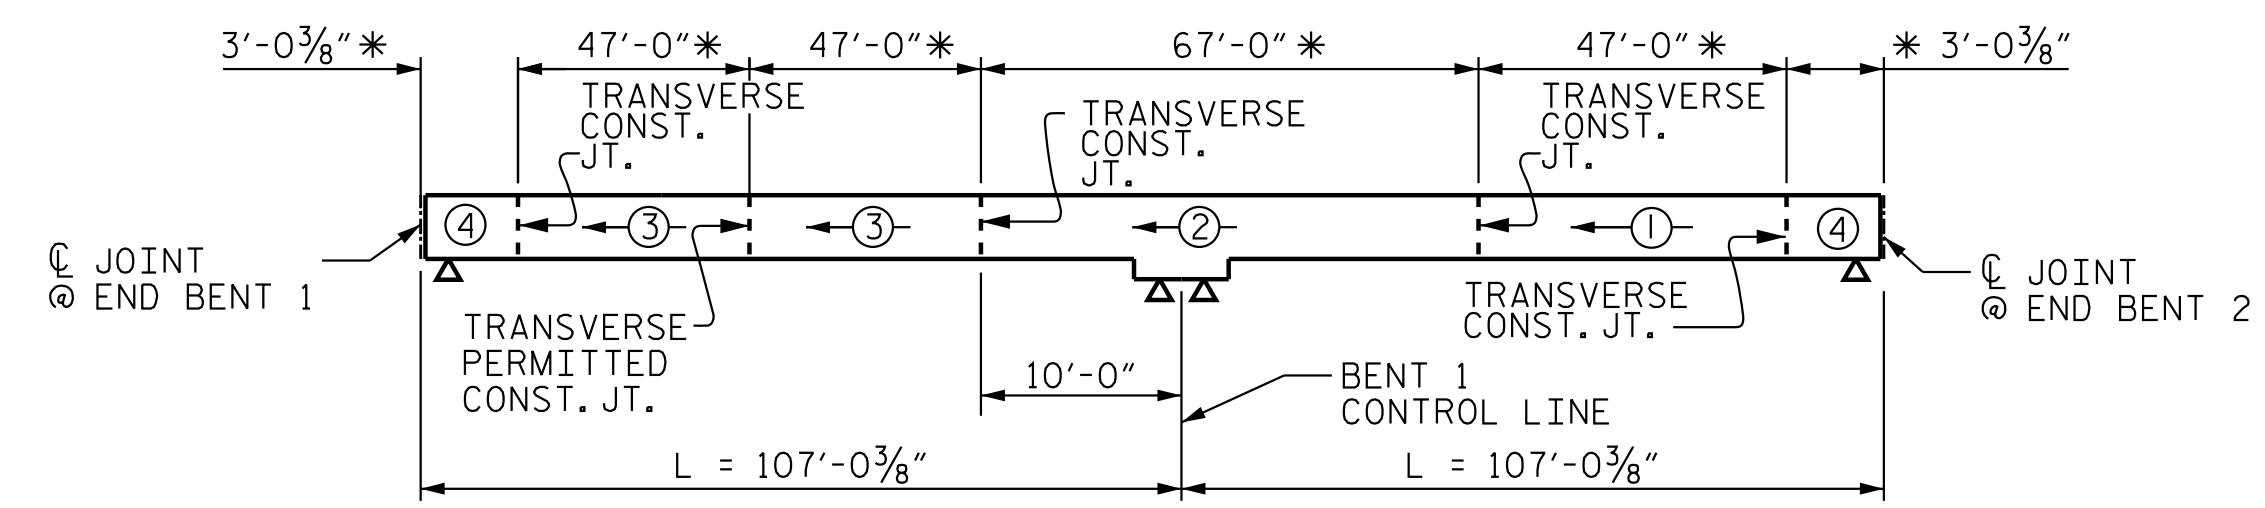 3'-0⅜"* 47'-0"* 47'-0"* 67'-0"* 47'-0"* * 3'-0⅜"
TRANSVERSE
CONST.
JT.
TRANSVERSE
CONST.
JT.
TRANSVERSE
CONST.
JT.
4 3 3 2 1 4
℄ JOINT
@ END BENT 1
℄ JOINT
@ END BENT 2
TRANSVERSE
PERMITTED
CONST. JT.
TRANSVERSE
CONST. JT.
10'-0"
BENT 1
CONTROL LINE
L = 107'-0⅜" L = 107'-0⅜"